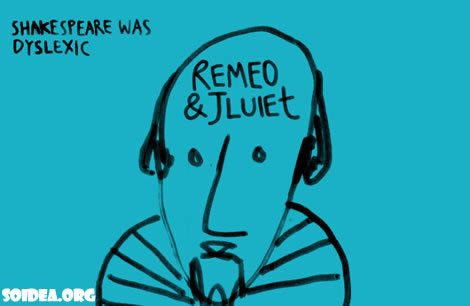 SHAKESPEARE WAS
DYSLEXIC
REMEO
& JLUIEt
SOIDEA.ORG